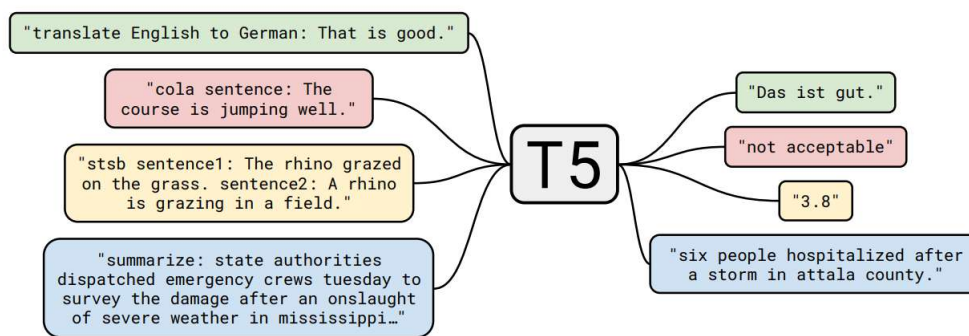 "translate English to German: That is good."
"cola sentence: The
course is jumping well."
"stsb sentence1: The rhino grazed
on the grass. sentence2: A rhino
is grazing in a field."
"summarize: state authorities
dispatched emergency crews tuesday to
survey the damage after an onslaught
of severe weather in mississippi…"
T5
"Das ist gut."
"not acceptable"
"3.8"
"six people hospitalized after
a storm in attala county."